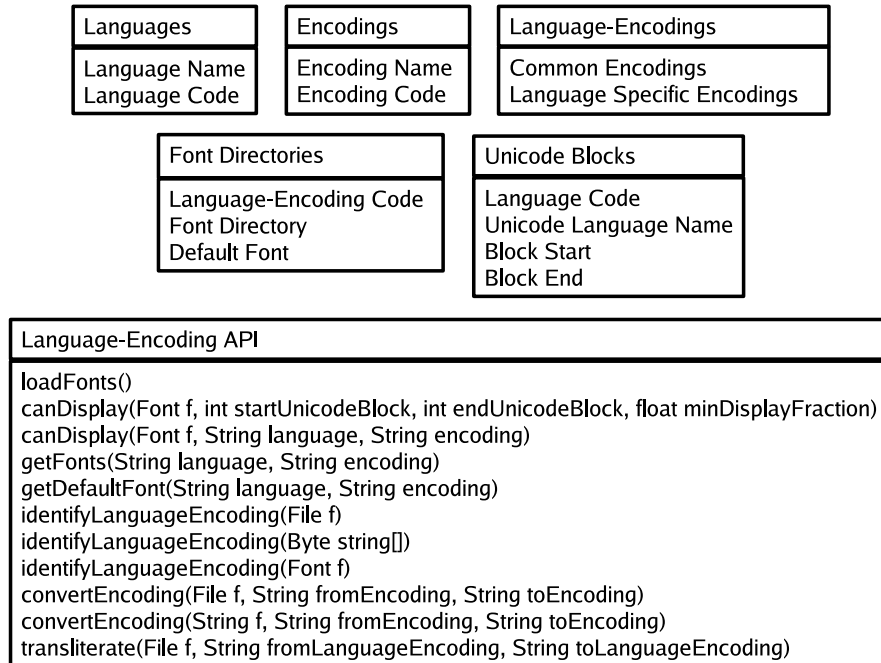 Languages
Language Name
Language Code
Encodings
Encoding Name
Encoding Code
Language-Encodings
Common Encodings
Language Specific Encodings
Font Directories
Language-Encoding Code
Font Directory
Default Font
Unicode Blocks
Language Code
Unicode Language Name
Block Start
Block End
Language-Encoding API
loadFonts()
canDisplay(Font f, int startUnicodeBlock, int endUnicodeBlock, float minDisplayFraction)
canDisplay(Font f, String language, String encoding)
getFonts(String language, String encoding)
getDefaultFont(String language, String encoding)
identifyLanguageEncoding(File f)
identifyLanguageEncoding(Byte string[])
identifyLanguageEncoding(Font f)
convertEncoding(File f, String fromEncoding, String toEncoding)
convertEncoding(String f, String fromEncoding, String toEncoding)
transliterate(File f, String fromLanguageEncoding, String toLanguageEncoding)